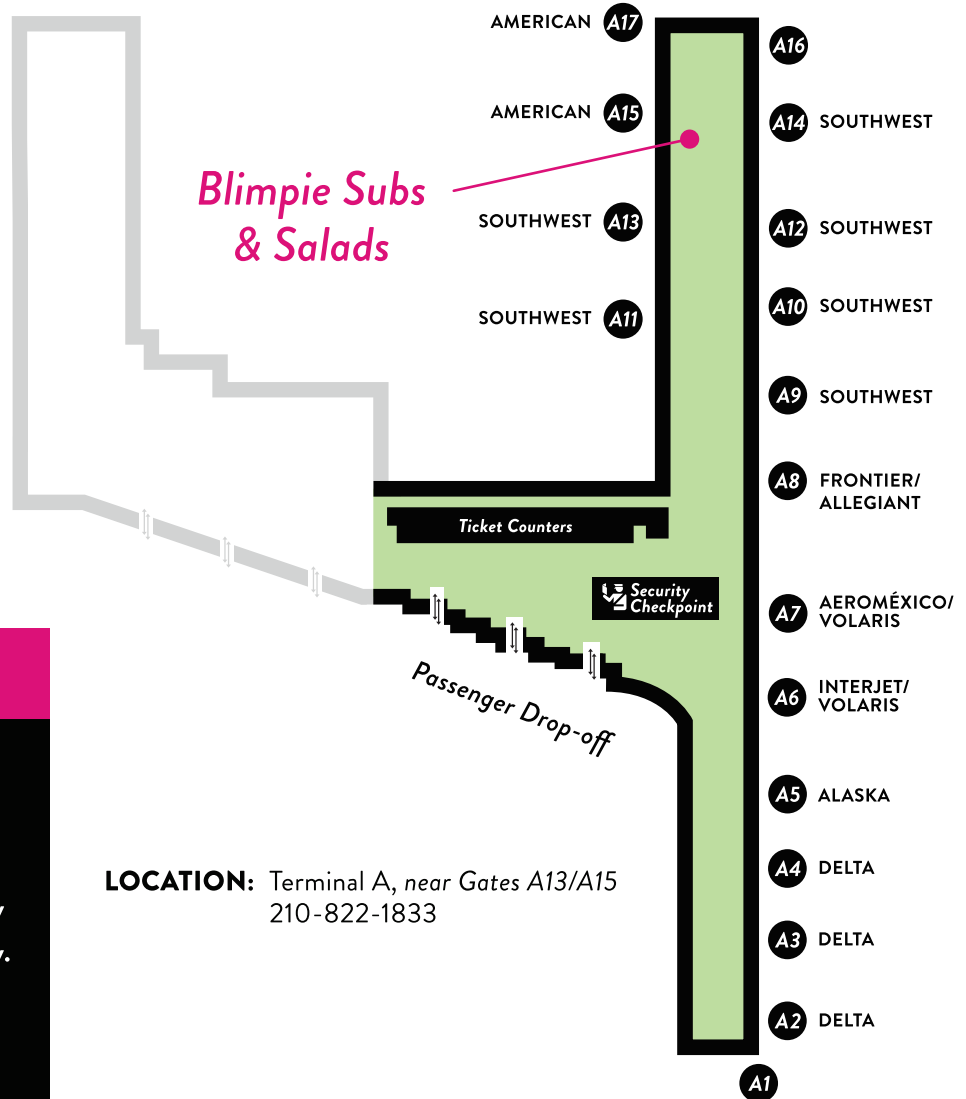 AMERICAN A17
A16
AMERICAN A15
A14 SOUTHWEST
Blimpie Subs
& Salads
SOUTHWEST A13
A12 SOUTHWEST
A10 SOUTHWEST
SOUTHWEST A11
A9 SOUTHWEST
A8 FRONTIER/
ALLEGIANT
Ticket Counters
Security
Checkpoint
A7 AEROMÉXICO/
VOLARIS
A6 INTERJET/
VOLARIS
Passenger Drop-off
A5 ALASKA
A4 DELTA
LOCATION: Terminal A, near Gates A13/A15
210-822-1833
A3 DELTA
A2 DELTA
A1